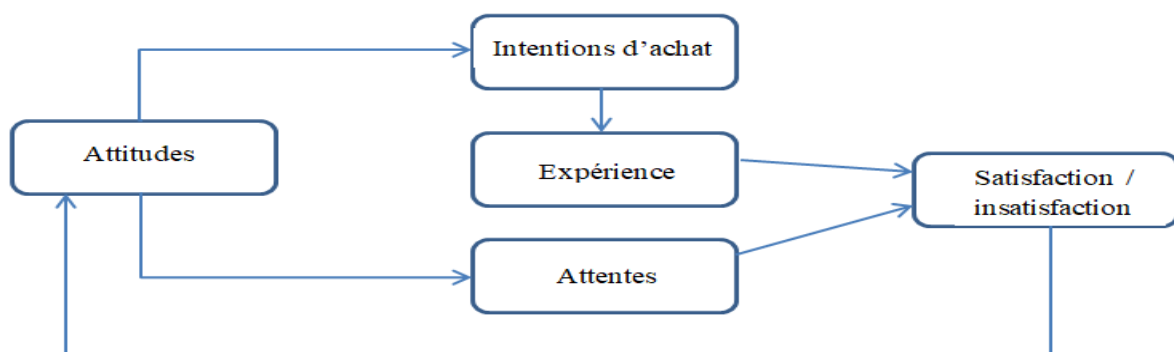 Intentions d’achat
Attitudes
Expérience
Satisfaction /
insatisfaction
Attentes